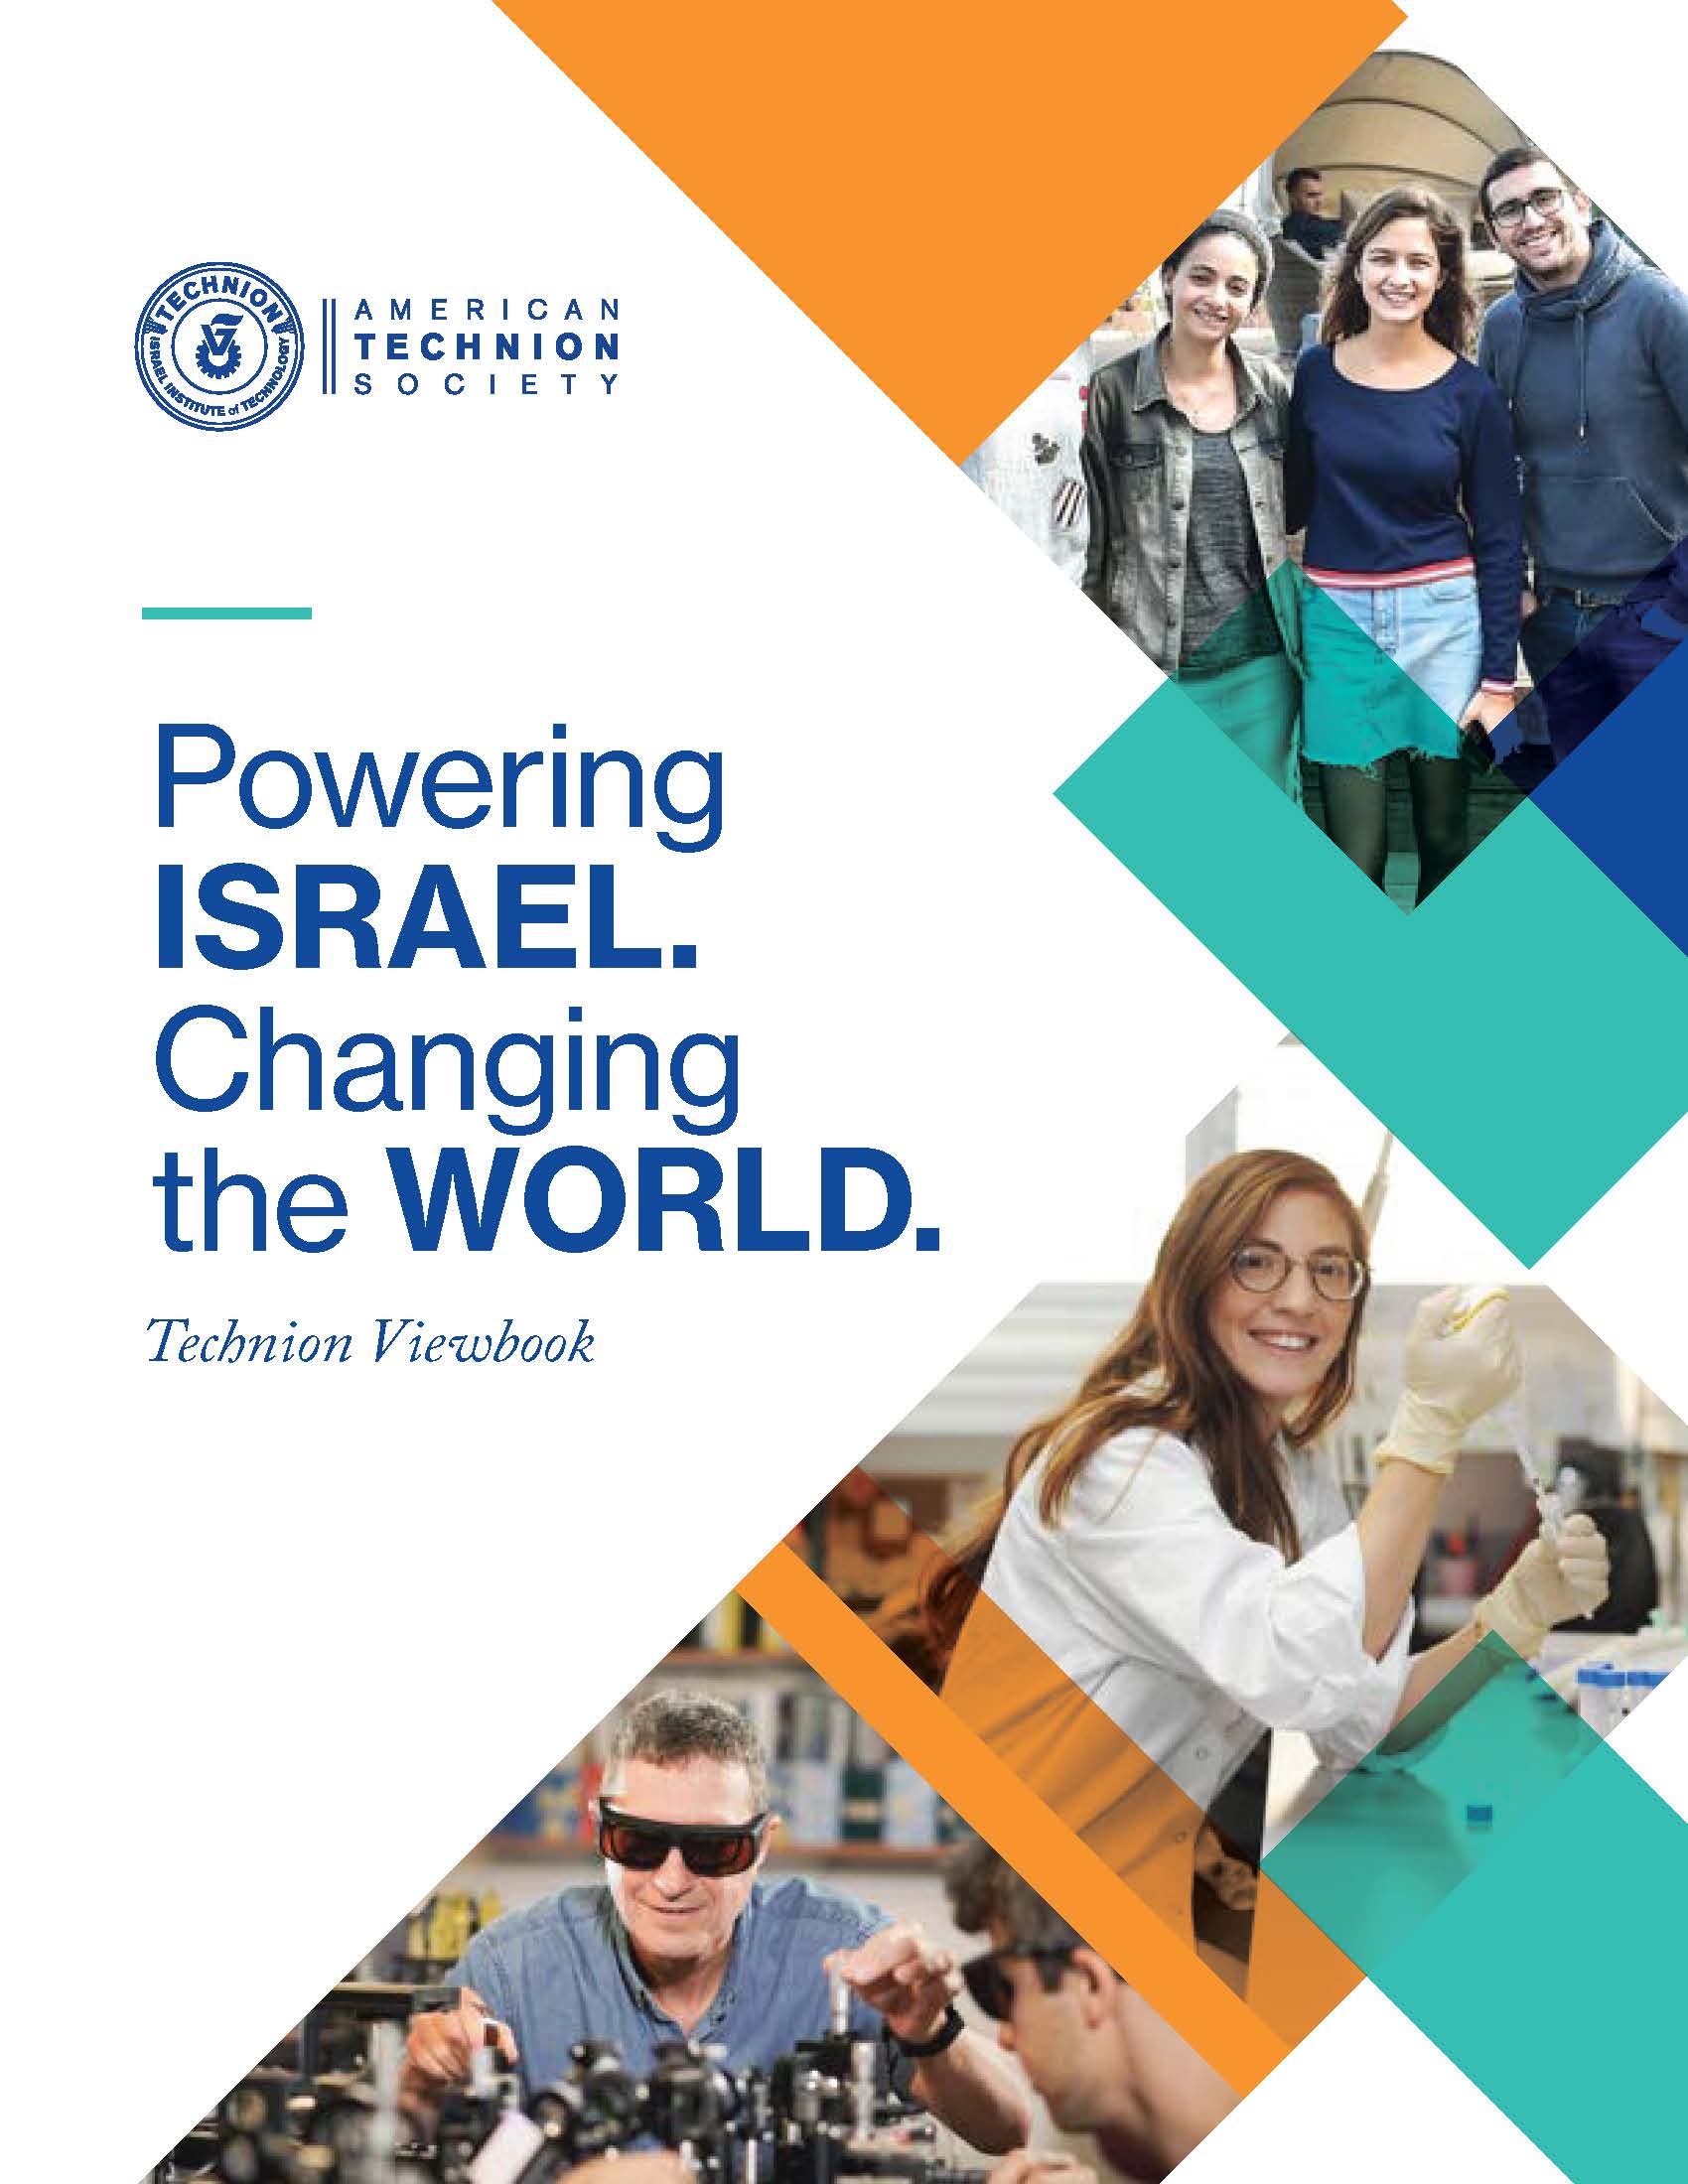 TECHNION
ISRAEL INSTITUTE of TECHNOLOGY
AMERICAN
TECHNION
SOCIETY
Powering
ISRAEL.
Changing
the WORLD.
Technion Viewbook